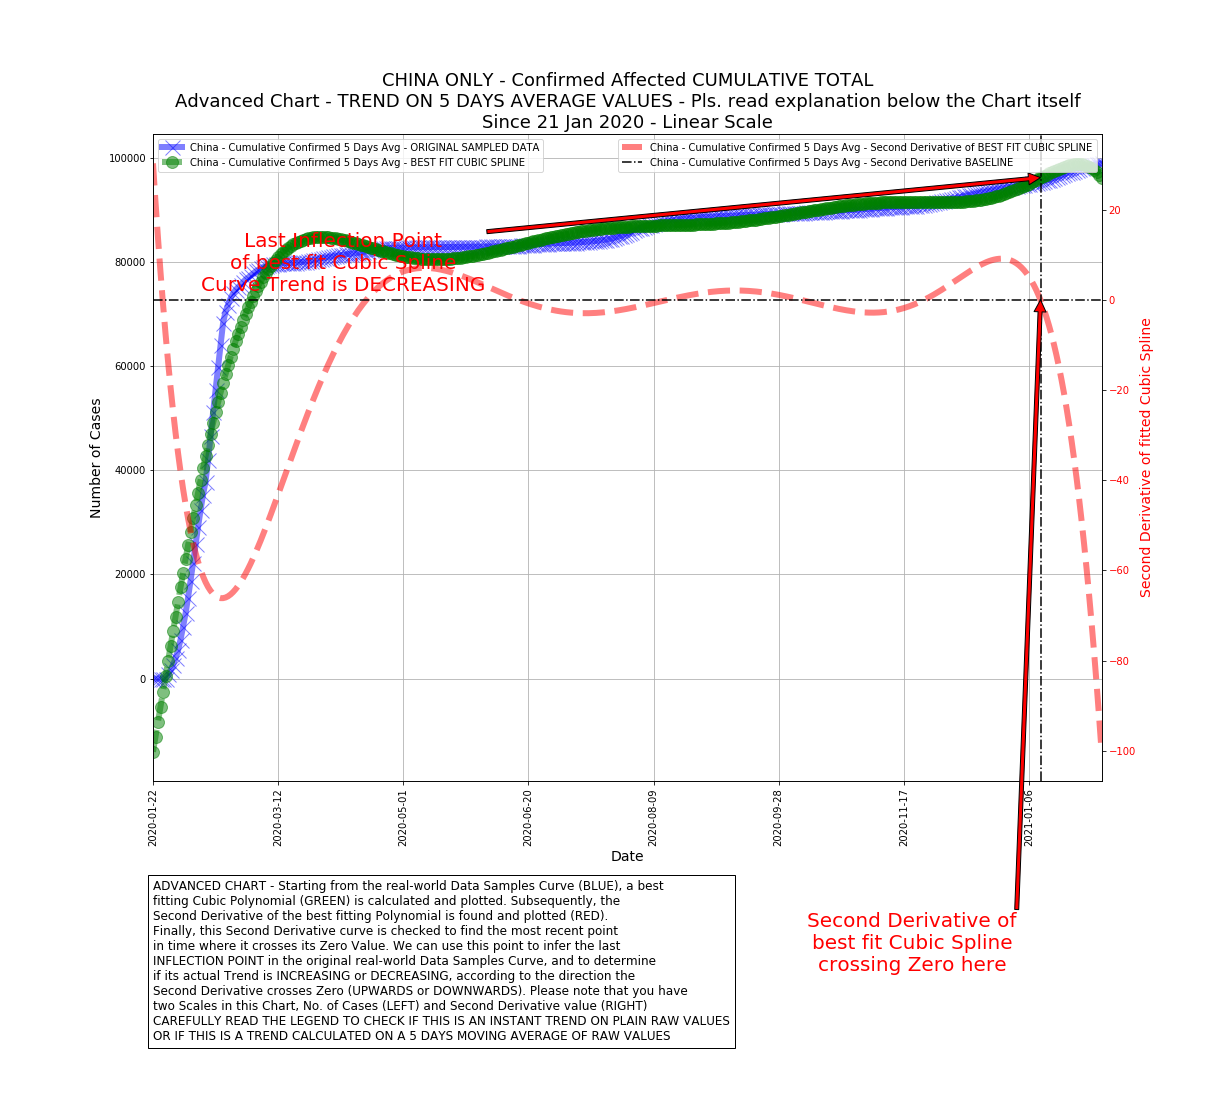 CHINA ONLY - Confirmed Affected CUMULATIVE TOTAL
Advanced Chart - TREND ON 5 DAYS AVERAGE VALUES - Pls. read explanation below the Chart itself
Since 21 Jan 2020 - Linear Scale
China - Cumulative Confirmed 5 Days Avg - ORIGINAL SAMPLED DATA
China - Cumulative Confirmed 5 Days Avg - BEST FIT CUBIC SPLINE
China - Cumulative Confirmed 5 Days Avg - Second Derivative of BEST FIT CUBIC SPLINE
China - Cumulative Confirmed 5 Days Avg - Second Derivative BASELINE
Last Inflection Point
of best fit Cubic Spline
Curve Trend is DECREASING
100000
80000
60000
40000
20000
0
Number of Cases
20
0
−20
−40
−60
−80
−100
Second Derivative of fitted Cubic Spline
2020-01-22
2020-03-12
2020-05-01
2020-06-20
2020-08-09
2020-09-28
2020-11-17
2021-01-06
Date
ADVANCED CHART - Starting from the real-world Data Samples Curve (BLUE), a best
fitting Cubic Polynomial (GREEN) is calculated and plotted. Subsequently, the
Second Derivative of the best fitting Polynomial is found and plotted (RED).
Finally, this Second Derivative curve is checked to find the most recent point
in time where it crosses its Zero Value. We can use this point to infer the last
INFLECTION POINT in the original real-world Data Samples Curve, and to determine
if its actual Trend is INCREASING or DECREASING, according to the direction the
Second Derivative crosses Zero (UPWARDS or DOWNWARDS). Please note that you have
two Scales in this Chart, No. of Cases (LEFT) and Second Derivative value (RIGHT)
CAREFULLY READ THE LEGEND TO CHECK IF THIS IS AN INSTANT TREND ON PLAIN RAW VALUES
OR IF THIS IS A TREND CALCULATED ON A 5 DAYS MOVING AVERAGE OF RAW VALUES
Second Derivative of
best fit Cubic Spline
crossing Zero here